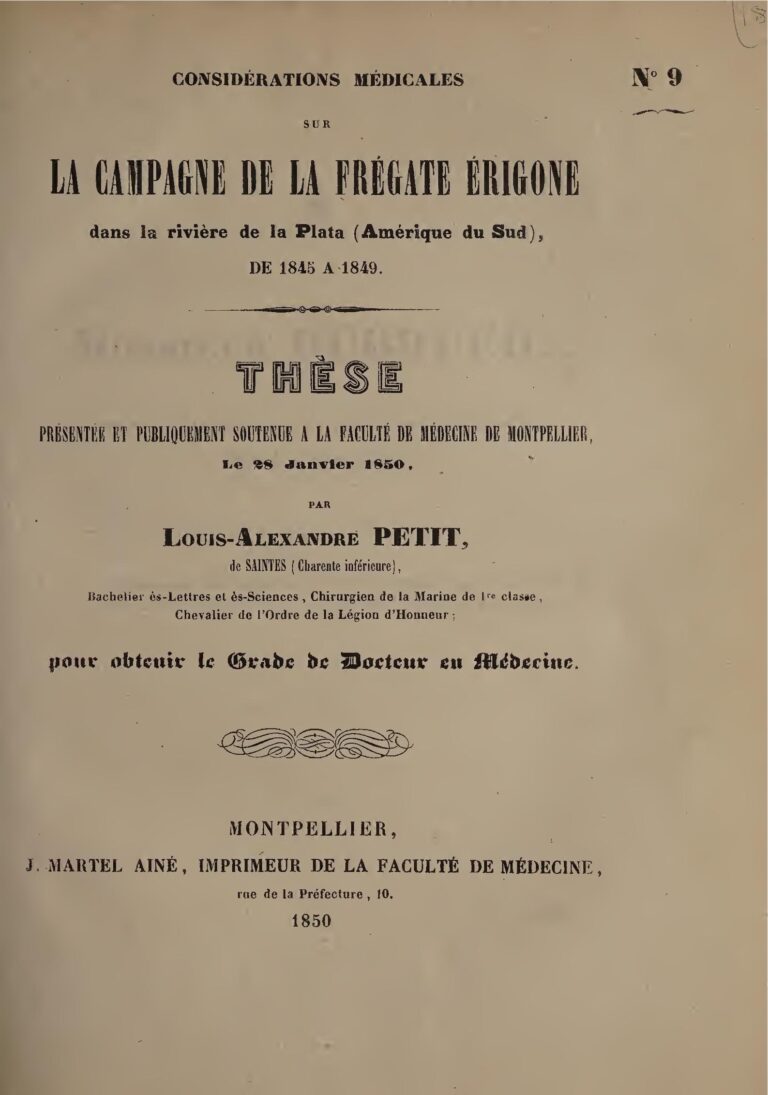 CONSIDÉRATIONS MÉDICALES
N° 9
SUR
LA CAMPAGNE DE LA FRÉGATE ÉRIGONE
dans la rivière de la Plata (Amérique du Sud),
DE 1845 A 1849.
THÈSE
PRÉSENTÉE ET PUBLIQUEMENT SOUTENUE A LA FACULTÉ DE MÉDECINE DE MONTPELLIER,
Le 28 Janvier 1850,
PAR
LOUIS-ALEXANDRE PETIT,
de SAINTES (Charente inférieure),
Bachelier ès-Lettres et ès-Sciences, Chirurgien de la Marine de 1re classe,
Chevalier de l'Ordre de la Légion d'Honneur;
pour obtenir le Grade de Docteur en Médecine.
MONTPELLIER,
J. MARTEL AINÉ, IMPRIMEUR DE LA FACULTÉ DE MÉDECINE,
rue de la Préfecture, 10.
1850